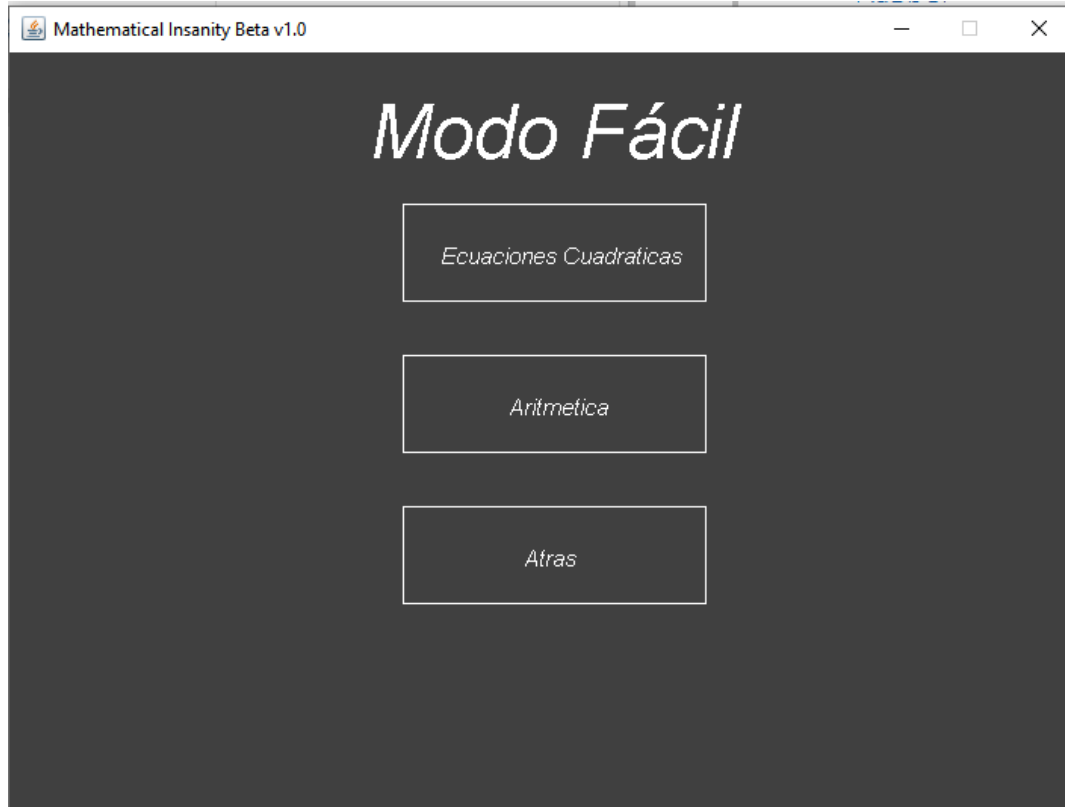 Mathematical Insanity Beta v1.0
Modo Fácil
Ecuaciones Cuadraticas
Aritmetica
Atras